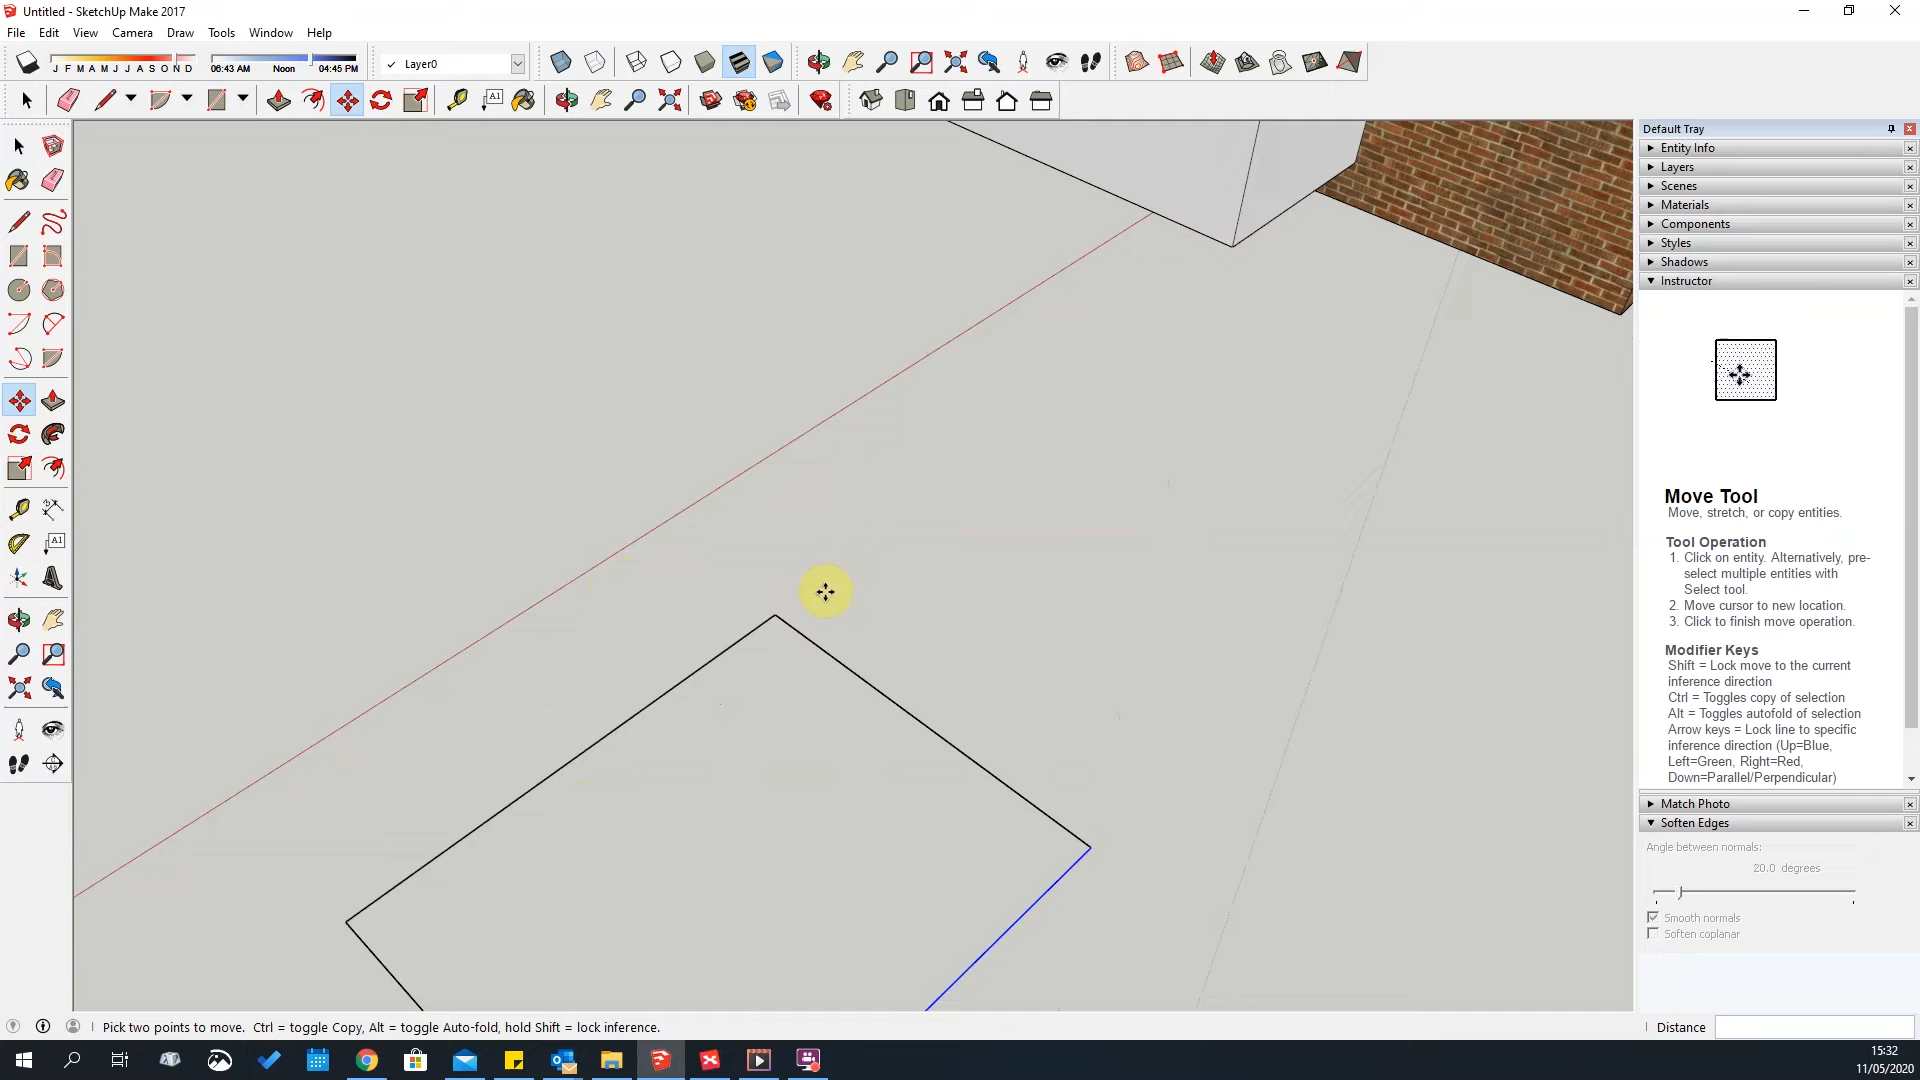 Untitled - SketchUp Make 2017
File Edit View Camera Draw Tools Window Help
J F M A M J J A S O N D
06:43 AM Noon 04:45 PM
Layer0
A1
Default Tray
Entity Info
Layers
Scenes
Materials
Components
Styles
Shadows
Instructor
A1
Move Tool
Move, stretch, or copy entities.
Tool Operation
1. Click on entity. Alternatively, pre-
select multiple entities with
Select tool.
2. Move cursor to new location.
3. Click to finish move operation.
Modifier Keys
Shift = Lock move to the current
inference direction
Ctrl = Toggles copy of selection
Alt = Toggles autofold of selection
Arrow keys = Lock line to specific
inference direction (Up=Blue,
Left=Green, Right=Red,
Down=Parallel/Perpendicular)
Match Photo
Soften Edges
Angle between normals:
20.0 degrees
Smooth normals
Soften coplanar
Pick two points to move. Ctrl = toggle Copy, Alt = toggle Auto-fold, hold Shift = lock inference.
Distance
15:32
11/05/2020